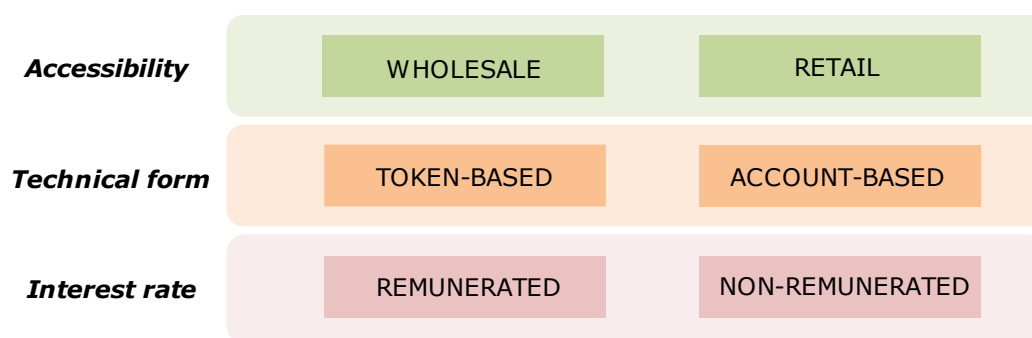 Accessibility
WHOLESALE
RETAIL
Technical form
TOKEN-BASED
ACCOUNT-BASED
Interest rate
REMUNERATED
NON-REMUNERATED